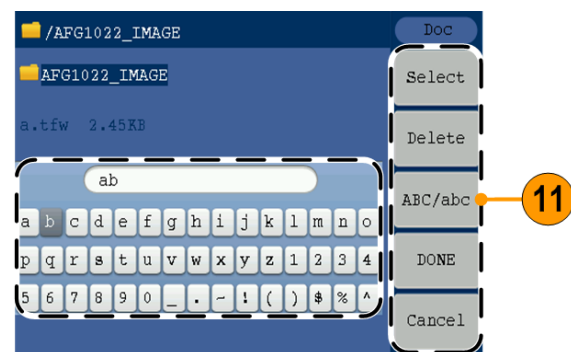 /AFG1022_IMAGE
Doc
AFG1022_IMAGE
a.tfw 2.45KB
ab
a b c d e f g h i j k l m n o
p q r s t u v w x y z 1 2 3 4
5 6 7 8 9 0 _ . ~ ! ( ) $ % ^
Select
Delete
ABC/abc
DONE
Cancel
11